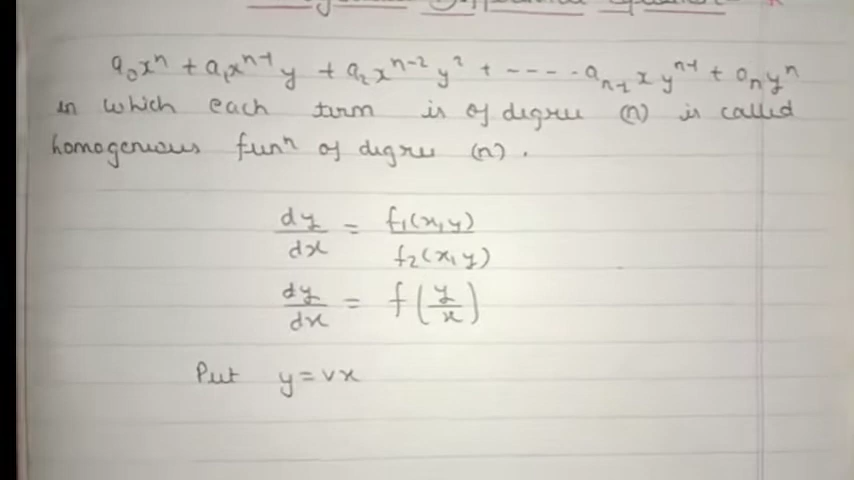 a₀xⁿ + a₁xⁿ⁻¹y + a₂xⁿ⁻²y² + ----. aₙ₋₁xyⁿ⁻¹ + aₙyⁿ
in which each term is of degree (n) is called
homogeneous funⁿ of degree (n).
dy/dx = f₁(x,y)/f₂(x,y)
dy/dx = f(y/x)
Put y = vx